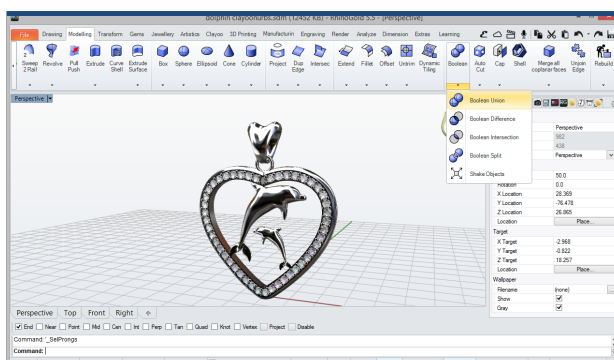 dolphin clayoonurbs.3dm (12452 KB) - RhinoGold 5.5 - [Perspective]
File Drawing Modelling Transform Gems Jewellery Artistica Clayoo 3D Printing Manufacturin Engraving Render Analyze Dimension Extras Learning
Sweep 2 Rail Revolve Pull Push Extrude Curve Shell Extrude Surface Box Sphere Ellipsoid Cone Cylinder Project Dup Edge Intersec Extend Fillet Offset Untrim Dynamic Tiling Boolean Auto Cut Cap Shell Merge all coplanar faces Unjoin Edge Rebuild
Perspective
Boolean Union
Boolean Difference
Boolean Intersection
Boolean Split
Shake Objects
Perspective
982
438
Perspective
50.0
Rotation 0.0
X Location 28.369
Y Location -76.478
Z Location 26.865
Location Place...
Target
X Target -2.968
Y Target -0.822
Z Target 18.257
Location Place...
Wallpaper
Filename (none)
Show
Gray
Perspective Top Front Right
End Near Point Mid Cen Int Perp Tan Quad Knot Vertex Project Disable
Command: '_SelProngs
Command: